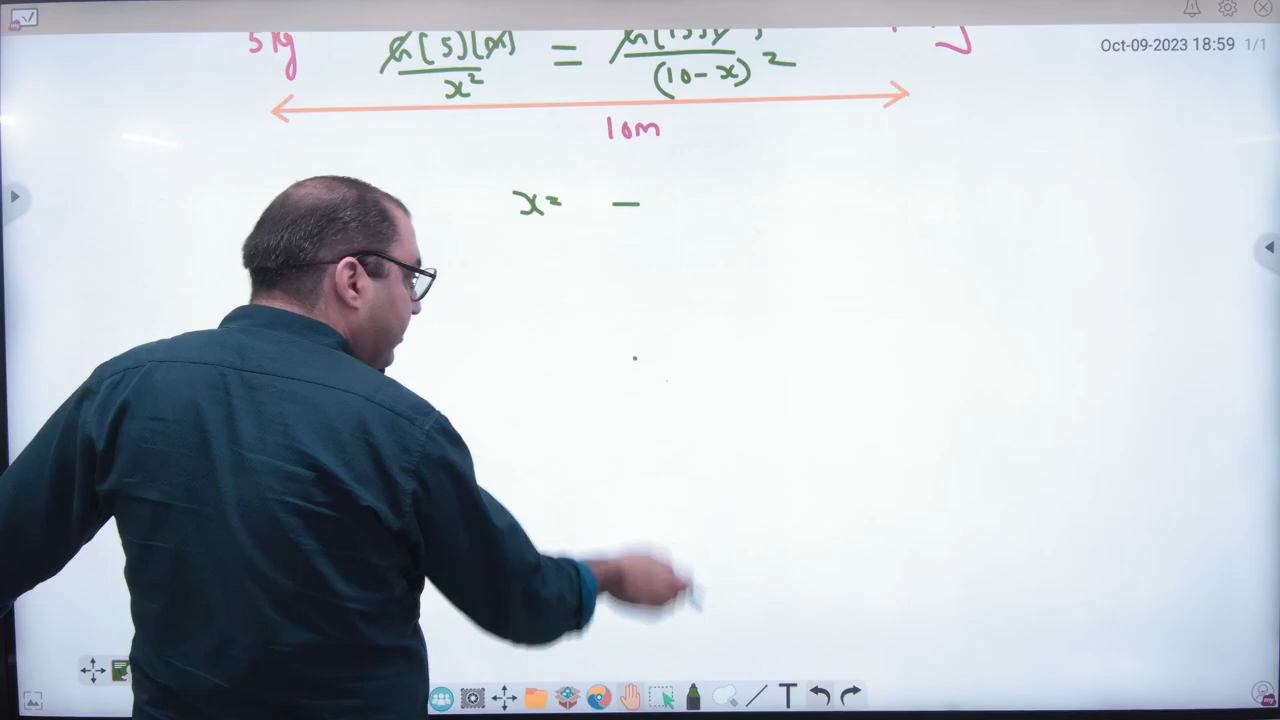 Oct-09-2023 18:59 1/1
5 kg
G(5)(m) / x² = G(15) / (10-x)²
10m
x= —
T